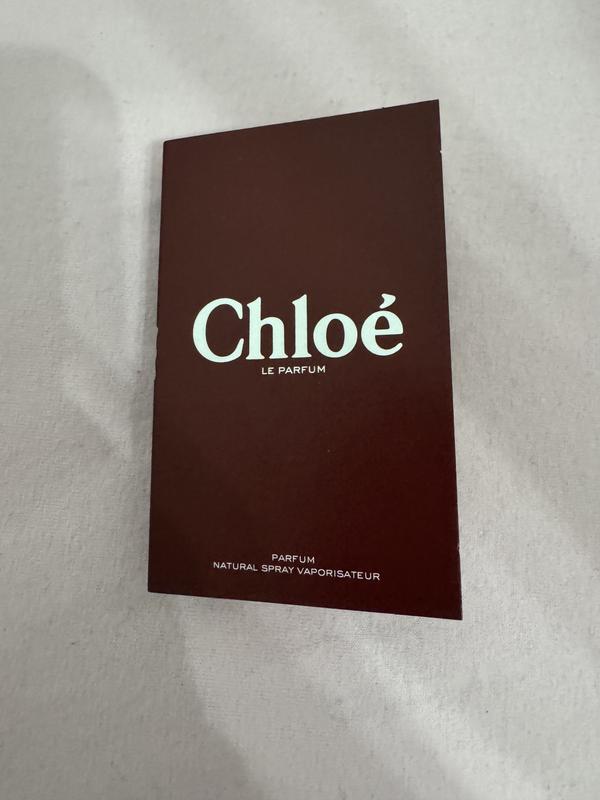 Chloé
LE PARFUM
PARFUM
NATURAL SPRAY VAPORISATEUR